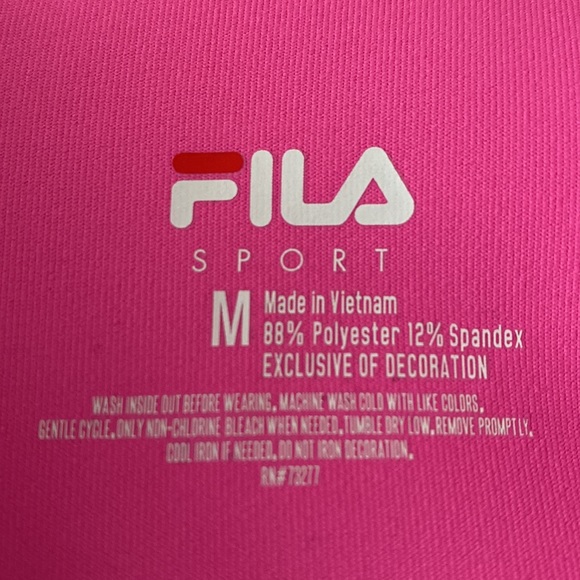 FILA
SPORT
M
Made in Vietnam
88% Polyester 12% Spandex
EXCLUSIVE OF DECORATION
WASH INSIDE OUT BEFORE WEARING. MACHINE WASH COLD WITH LIKE COLORS.
GENTLE CYCLE. ONLY NON-CHLORINE BLEACH WHEN NEEDED. TUMBLE DRY LOW. REMOVE PROMPTLY.
COOL IRON IF NEEDED. DO NOT IRON DECORATION.
RN# 73277